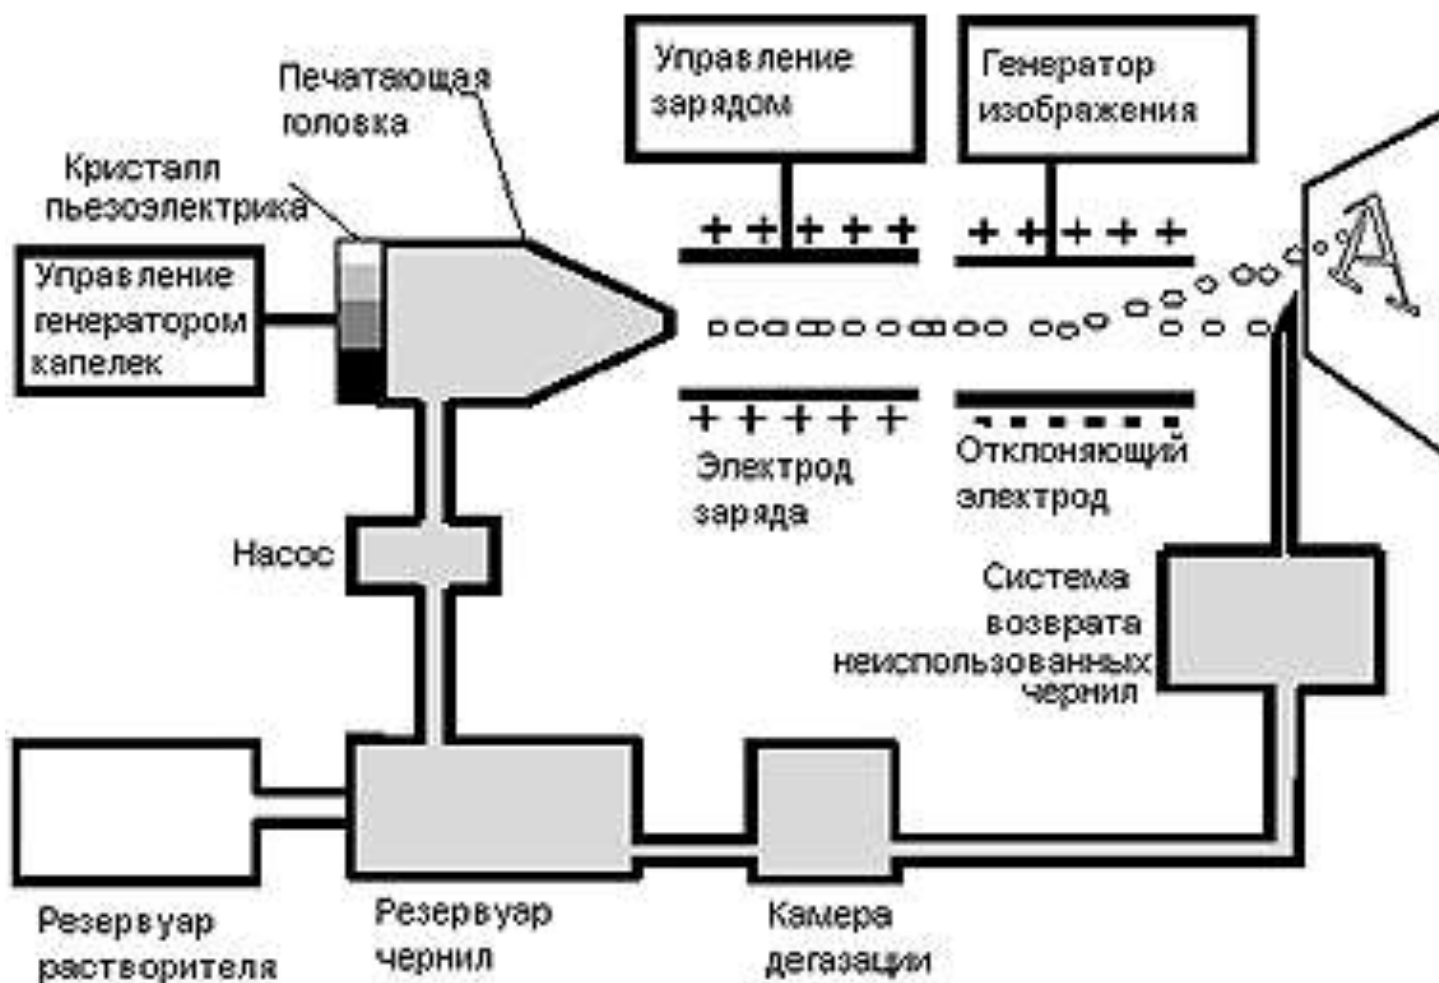 Управление
зарядом
Генератор
изображения
Печатающая
головка
Кристалл
пьезоэлектрика
Управление
генератором
капелек
+ + + + +
+ + + + +
А
+ + + + +
- - - - - -
Электрод
заряда
Отклоняющий
электрод
Насос
Система
возврата
неиспользованных
чернил
Резервуар
растворителя
Резервуар
чернил
Камера
дегазации